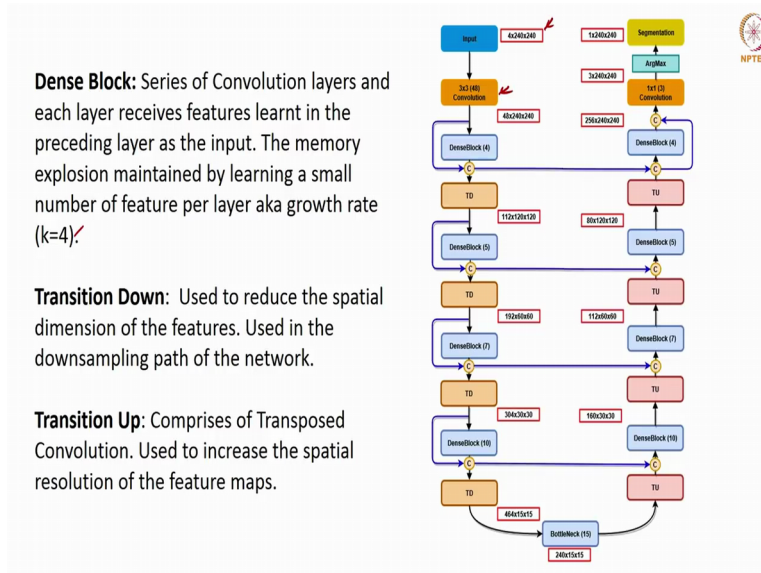 Dense Block: Series of Convolution layers and
each layer receives features learnt in the
preceding layer as the input. The memory
explosion maintained by learning a small
number of feature per layer aka growth rate
(k=4).
Transition Down: Used to reduce the spatial
dimension of the features. Used in the
downsampling path of the network.
Transition Up: Comprises of Transposed
Convolution. Used to increase the spatial
resolution of the feature maps.
Input
4x240x240
3x3 (48)
Convolution
48x240x240
DenseBlock (4)
C
TD
112x120x120
DenseBlock (5)
C
TD
192x60x60
DenseBlock (7)
C
TD
304x30x30
DenseBlock (10)
C
TD
464x15x15
BottleNeck (15)
240x15x15
1x240x240
Segmentation
ArgMax
3x240x240
1x1 (3)
Convolution
256x240x240
C
DenseBlock (4)
C
TU
80x120x120
DenseBlock (5)
C
TU
112x60x60
DenseBlock (7)
C
TU
160x30x30
DenseBlock (10)
C
TU
NPTE